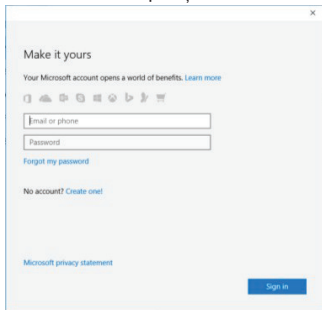 Make it yours
Your Microsoft account opens a world of benefits. Learn more
Email or phone
Password
Forgot my password
No account? Create one!
Microsoft privacy statement
Sign in